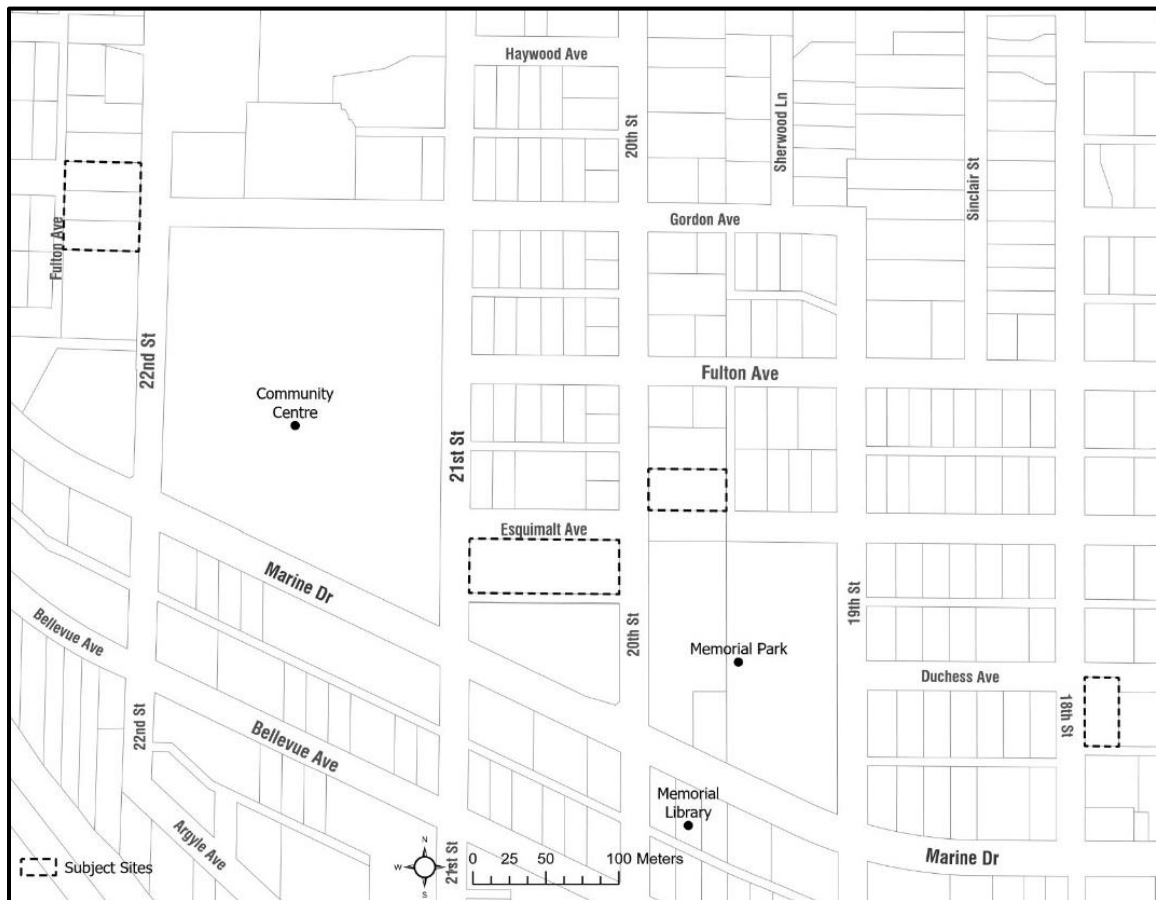 Haywood Ave
20th St
Sherwood Ln
Sinclair St
Gordon Ave
Fulton Ave
22nd St
Fulton Ave
Community
Centre
21st St
Esquimalt Ave
Marine Dr
19th St
20th St
Memorial Park
Bellevue Ave
Duchess Ave
18th St
22nd St
Bellevue Ave
Memorial
Library
Argyle Ave
21st St
Marine Dr
Subject Sites
N
W
E
S
0 25 50 100 Meters